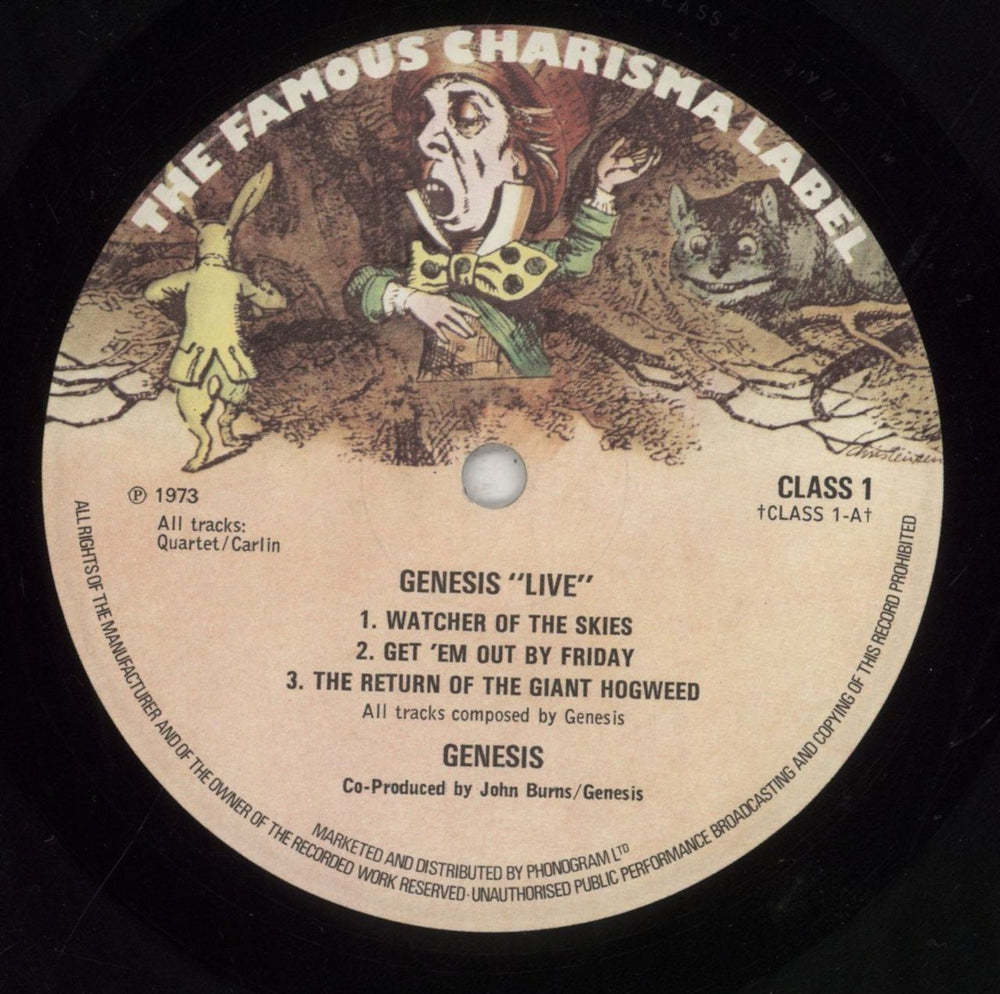 THE FAMOUS CHARISMA LABEL
℗ 1973
All tracks:
Quartet/Carlin
CLASS 1
†CLASS 1-A†
GENESIS "LIVE"
1. WATCHER OF THE SKIES
2. GET 'EM OUT BY FRIDAY
3. THE RETURN OF THE GIANT HOGWEED
All tracks composed by Genesis
GENESIS
Co-Produced by John Burns/Genesis
MARKETED AND DISTRIBUTED BY PHONOGRAM LTD
ALL RIGHTS OF THE MANUFACTURER AND OF THE OWNER OF THE RECORDED WORK RESERVED·UNAUTHORISED PUBLIC PERFORMANCE BROADCASTING AND COPYING OF THIS RECORD PROHIBITED